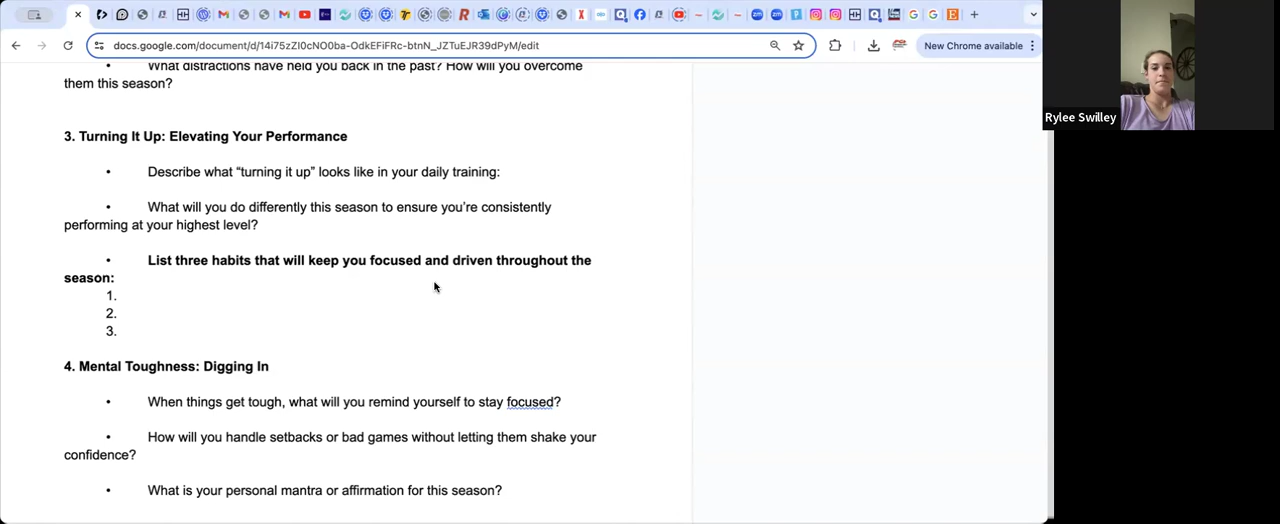 docs.google.com/document/d/14i75zZI0cNO0ba-OdkEFiFRc-btnN_JZTuEJR39dPyM/edit
New Chrome available
What distractions have held you back in the past? How will you overcome
them this season?
3. Turning It Up: Elevating Your Performance
• Describe what “turning it up” looks like in your daily training:
• What will you do differently this season to ensure you’re consistently
performing at your highest level?
• List three habits that will keep you focused and driven throughout the
season:
1.
2.
3.
4. Mental Toughness: Digging In
• When things get tough, what will you remind yourself to stay focused?
• How will you handle setbacks or bad games without letting them shake your
confidence?
• What is your personal mantra or affirmation for this season?
Rylee Swilley